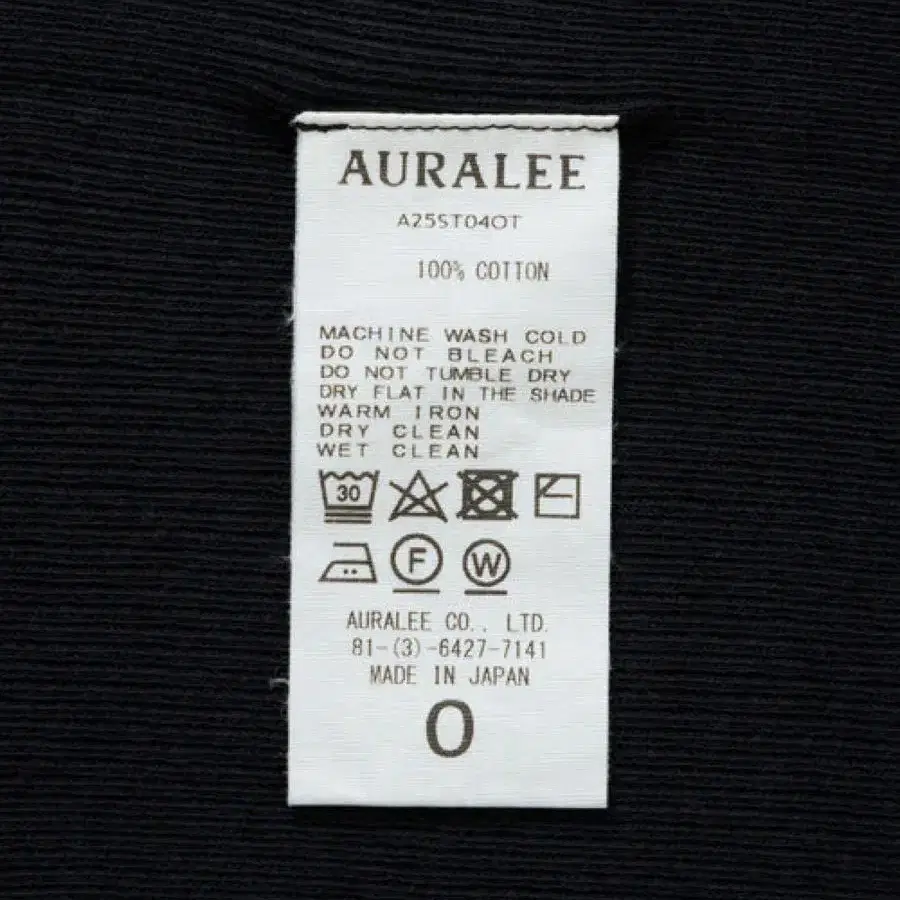 AURALEE
A25ST04OT
100% COTTON
MACHINE WASH COLD
DO NOT BLEACH
DO NOT TUMBLE DRY
DRY FLAT IN THE SHADE
WARM IRON
DRY CLEAN
WET CLEAN
30
F W
AURALEE CO., LTD.
81-(3)-6427-7141
MADE IN JAPAN
0